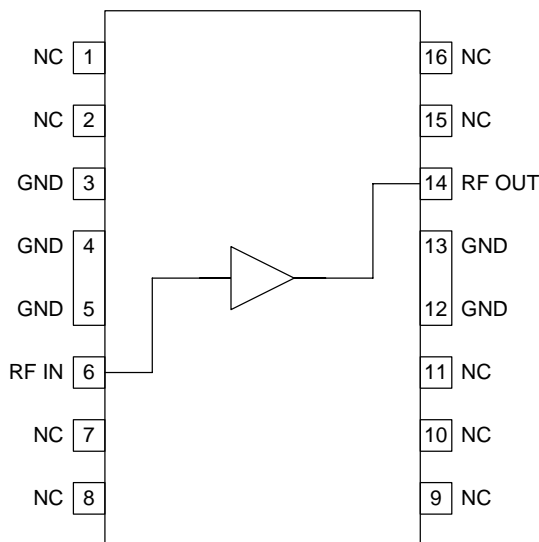 NC 1 16 NC
NC 2 15 NC
GND 3 14 RF OUT
GND 4 13 GND
GND 5 12 GND
RF IN 6 11 NC
NC 7 10 NC
NC 8 9 NC